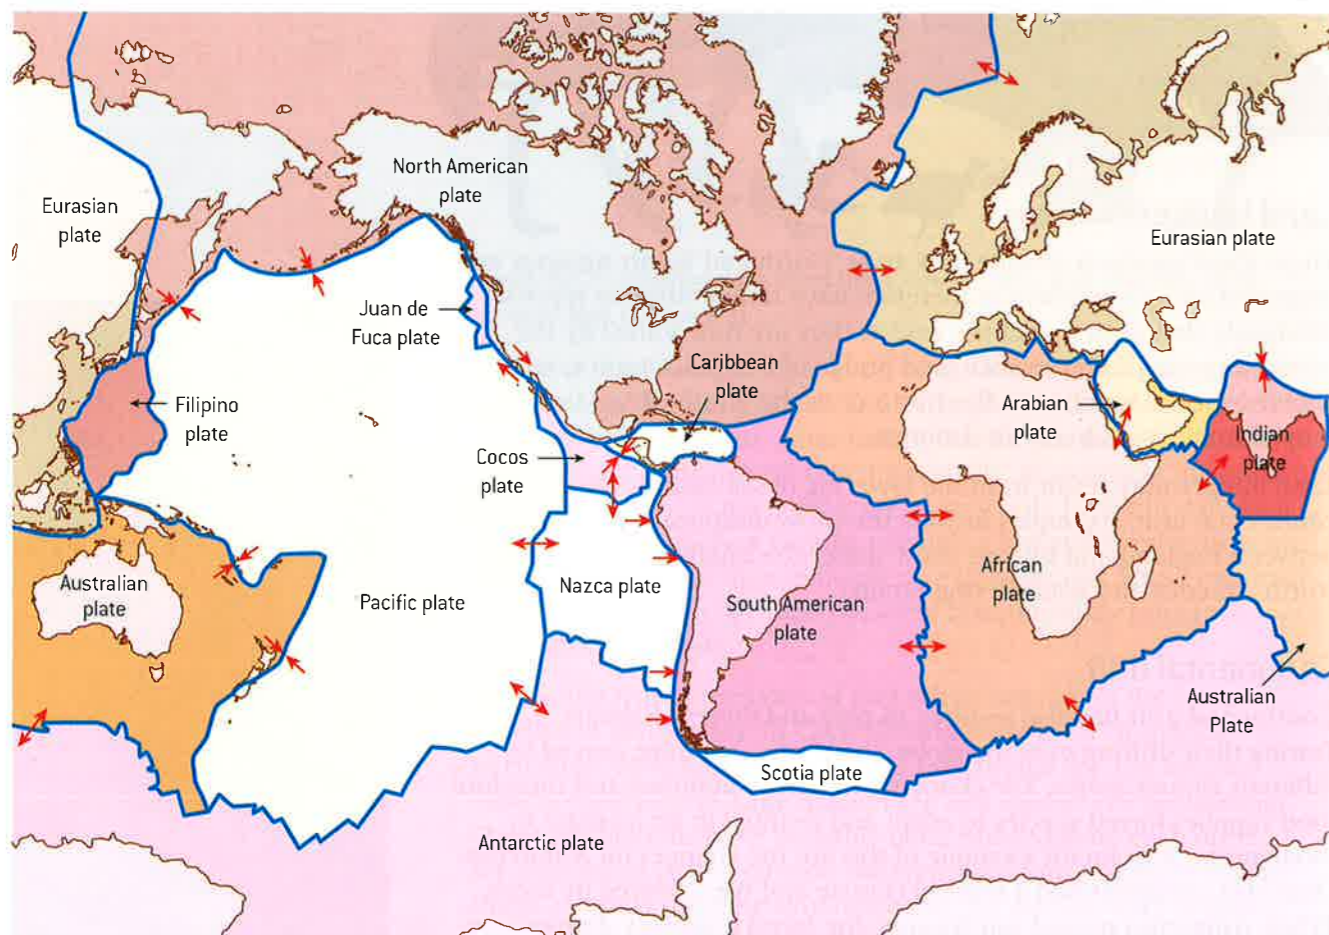 North American
plate
Eurasian
plate
Eurasian plate
Juan de
Fuca plate
Caribbean
plate
Filipino
plate
Arabian
plate
Indian
plate
Cocos
plate
Australian
plate
Pacific plate
Nazca plate
South American
plate
African
plate
Australian
Plate
Scotia plate
Antarctic plate